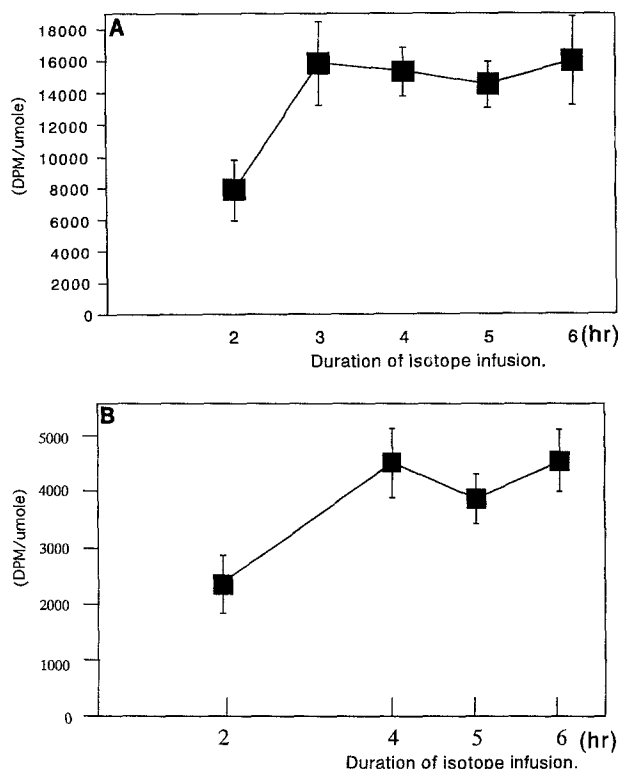 A
18000
16000
14000
12000
10000
8000
6000
4000
2000
0
(DPM/umole)
2 3 4 5 6 (hr)
Duration of isotope infusion.
B
5000
4000
3000
2000
1000
0
(DPM/umole)
2 4 5 6 (hr)
Duration of isotope infusion.